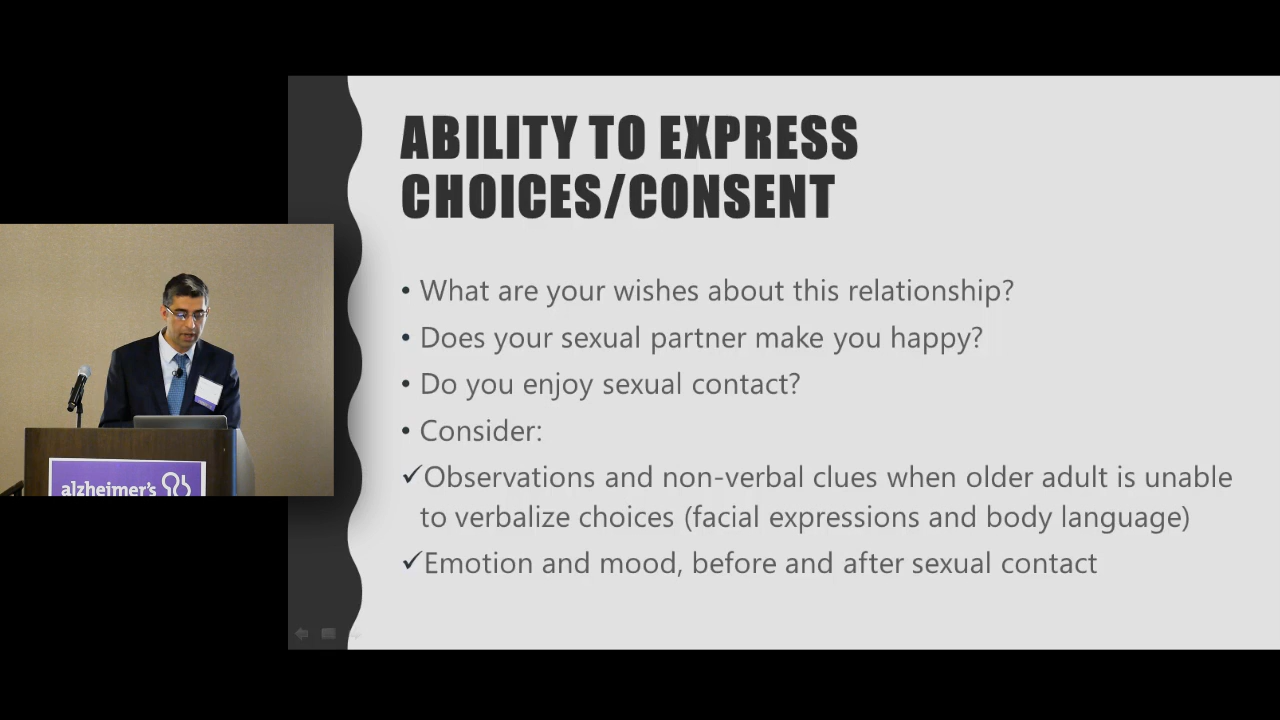 ABILITY TO EXPRESS
CHOICES/CONSENT
• What are your wishes about this relationship?
• Does your sexual partner make you happy?
• Do you enjoy sexual contact?
• Consider:
✓Observations and non-verbal clues when older adult is unable
to verbalize choices (facial expressions and body language)
✓Emotion and mood, before and after sexual contact
alzheimer's